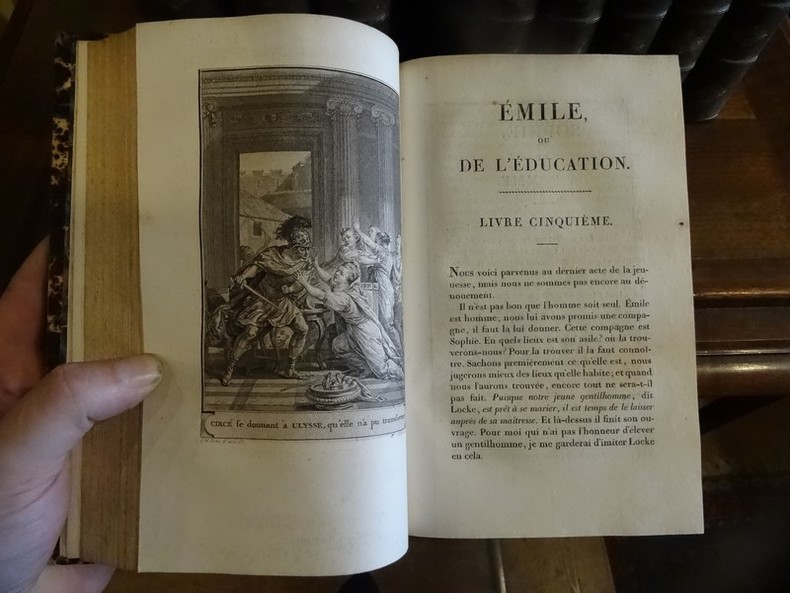 CIRCÉ se donnant à ULYSSE, qu'elle n'a pu
ÉMILE,
OU
DE L'ÉDUCATION.
LIVRE CINQUIÈME.
Nous voici parvenus au dernier acte de la jeu-
nesse, mais nous ne sommes pas encore au dé-
nouement.
Il n'est pas bon que l'homme soit seul. Émile
est homme, nous lui avons promis une compa-
gne, il faut la lui donner. Cette compagne est
Sophie. En quels lieux est son asile? où la trou-
verons-nous? Pour la trouver il la faut connoî-
tre. Sachons premièrement ce qu'elle est, nous
jugerons mieux des lieux qu'elle habite; et quand
nous l'aurons trouvée, encore tout ne sera-t-il
pas fait. Puisque notre jeune gentilhomme, dit
Locke, est prêt à se marier, il est temps de le laisser
auprès de sa maîtresse. Et là-dessus il finit son ou-
vrage. Pour moi qui n'ai pas l'honneur d'élever
un gentilhomme, je me garderai d'imiter Locke
en cela.